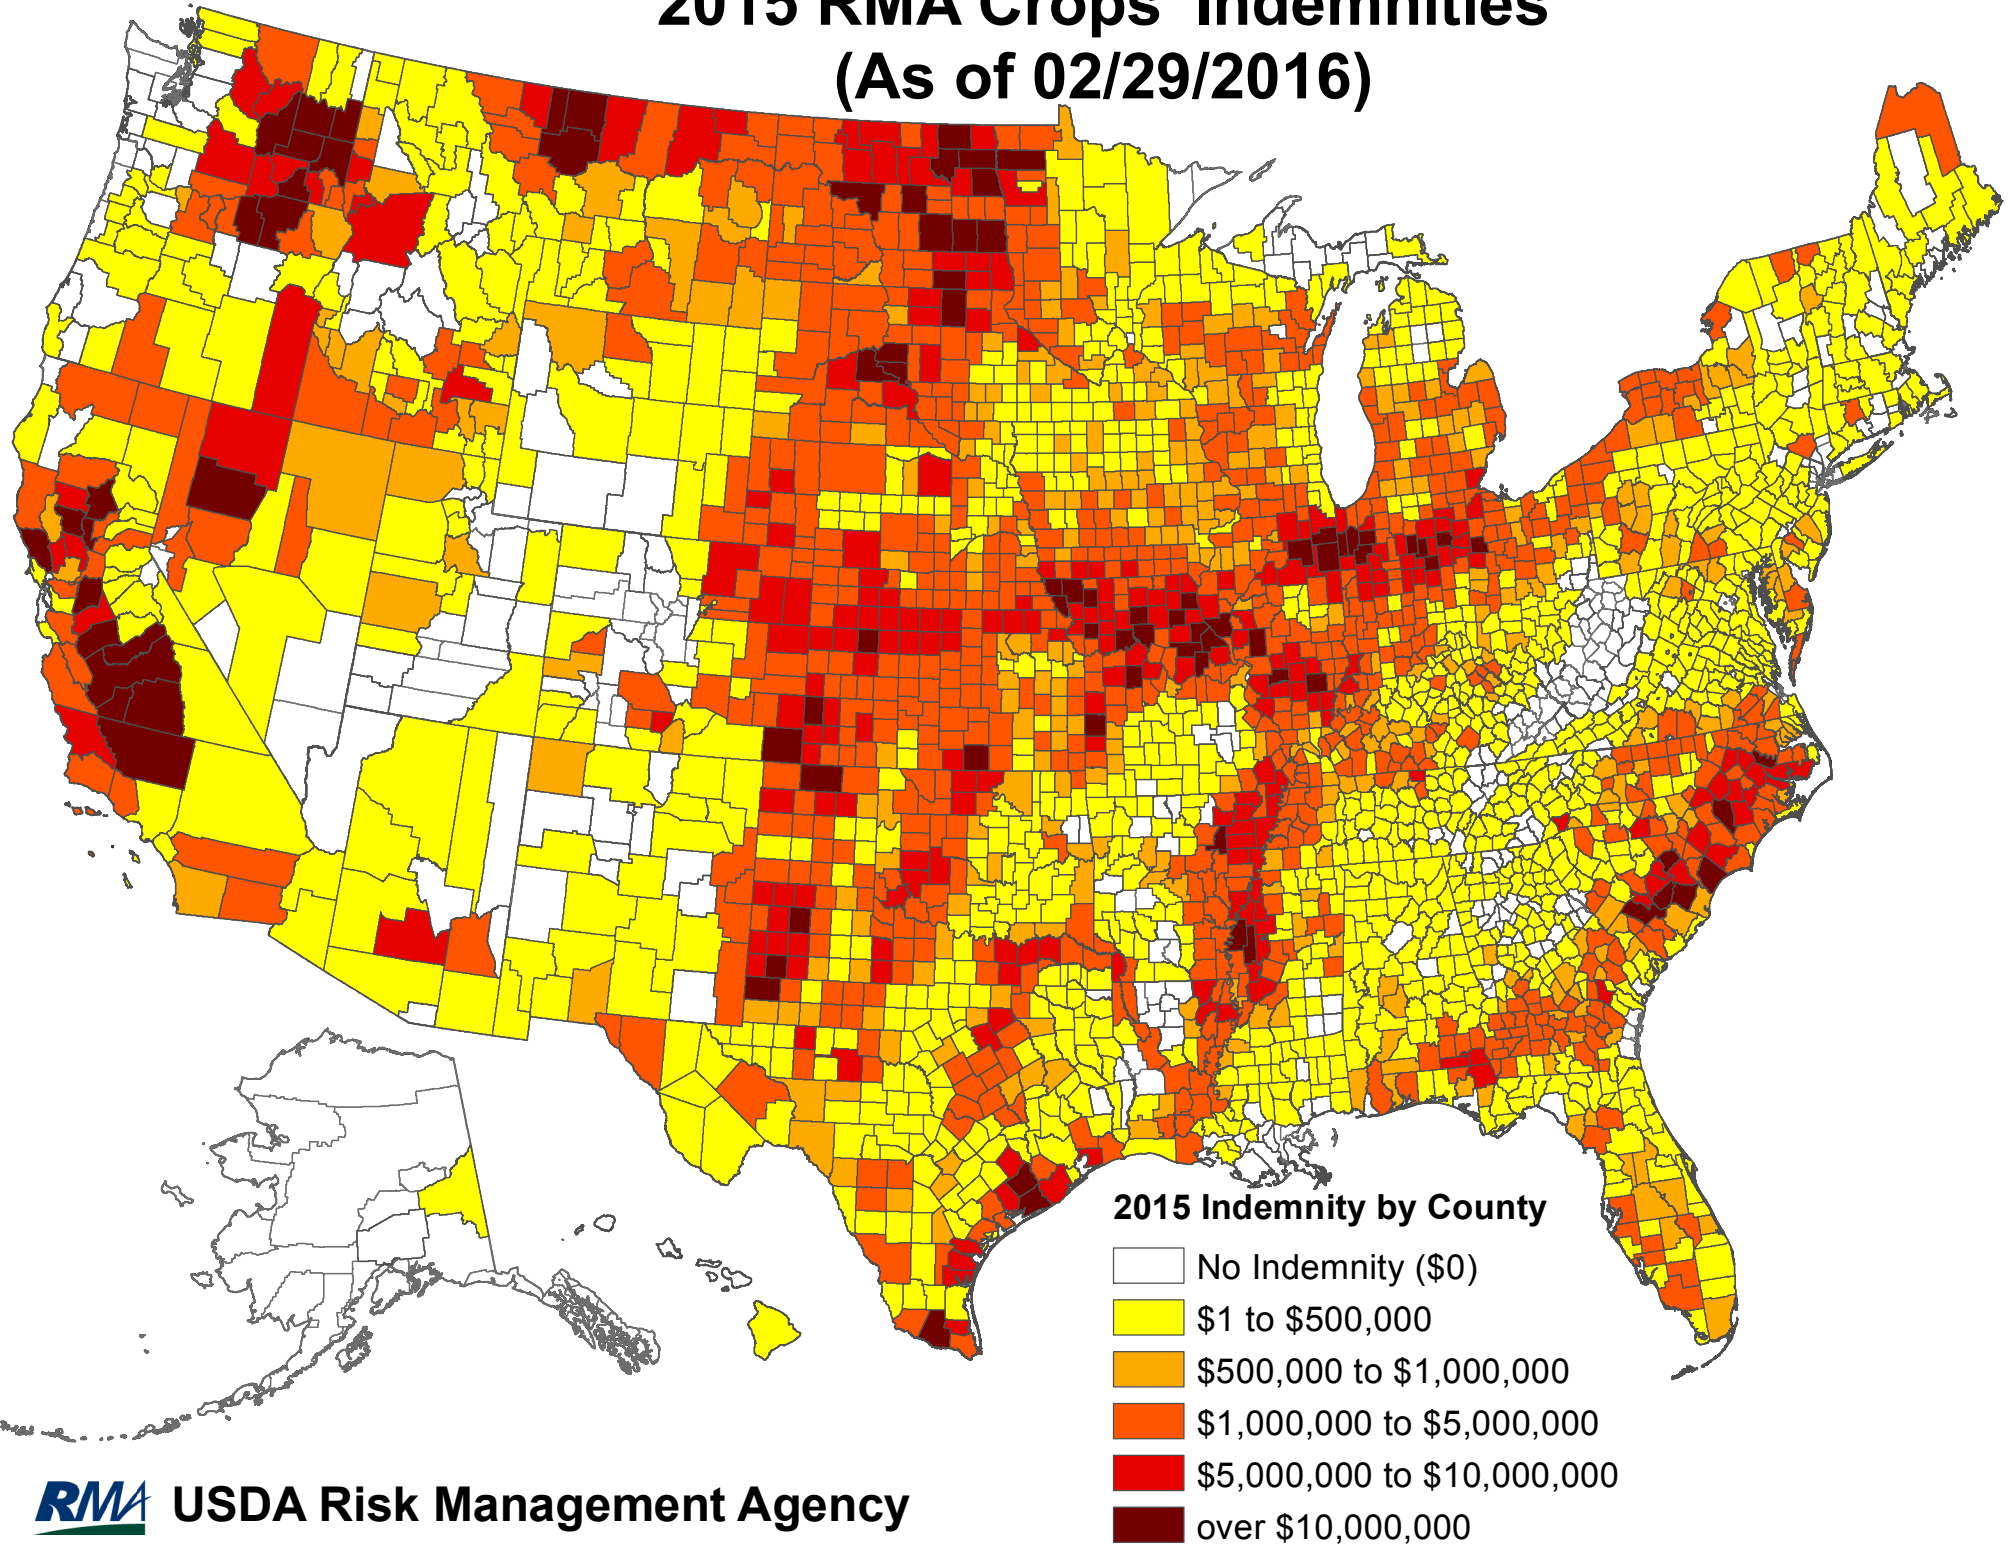 2015 RMA Crops' Indemnities
(As of 02/29/2016)
2015 Indemnity by County
No Indemnity ($0)
$1 to $500,000
$500,000 to $1,000,000
$1,000,000 to $5,000,000
$5,000,000 to $10,000,000
over $10,000,000
RMA USDA Risk Management Agency